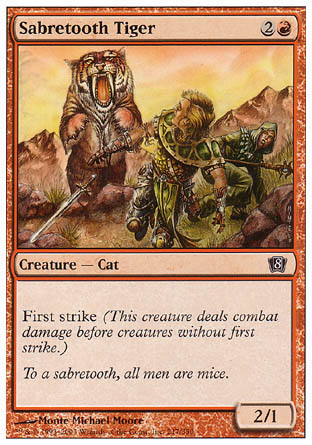 Sabretooth Tiger 2
Creature — Cat 8
First strike (This creature deals combat
damage before creatures without first
strike.)
To a sabretooth, all men are mice.
Monte Michael Moore
2/1